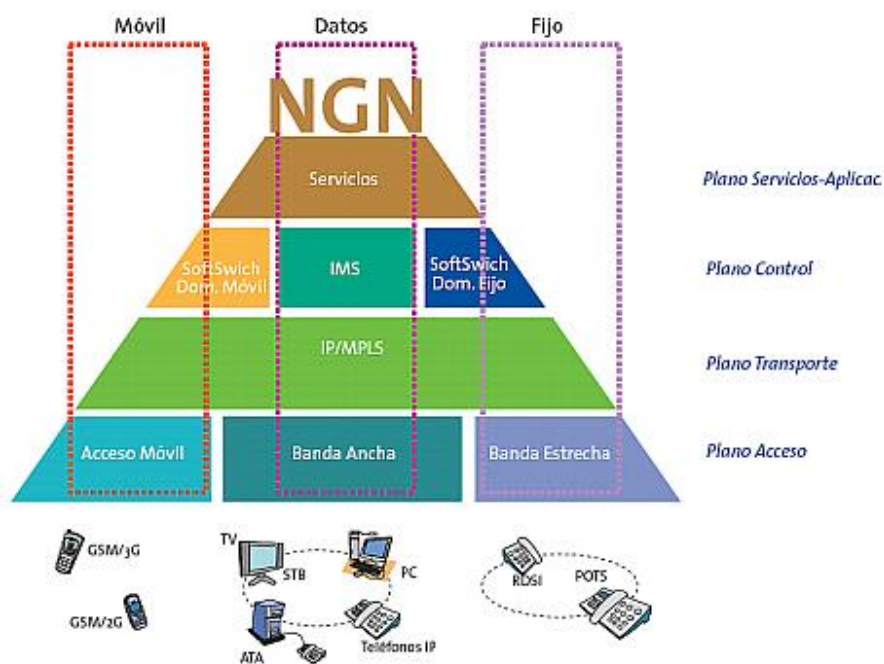 Móvil
Datos
Fijo
NGN
Servicios
Plano Servicios-Aplicac.
SoftSwich
Dom. Móvil
IMS
SoftSwich
Dom. Fijo
Plano Control
IP/MPLS
Plano Transporte
Acceso Móvil
Banda Ancha
Banda Estrecha
Plano Acceso
GSM/3G
GSM/2G
TV
STB
PC
ATA
Teléfonos IP
RDSI
POTS